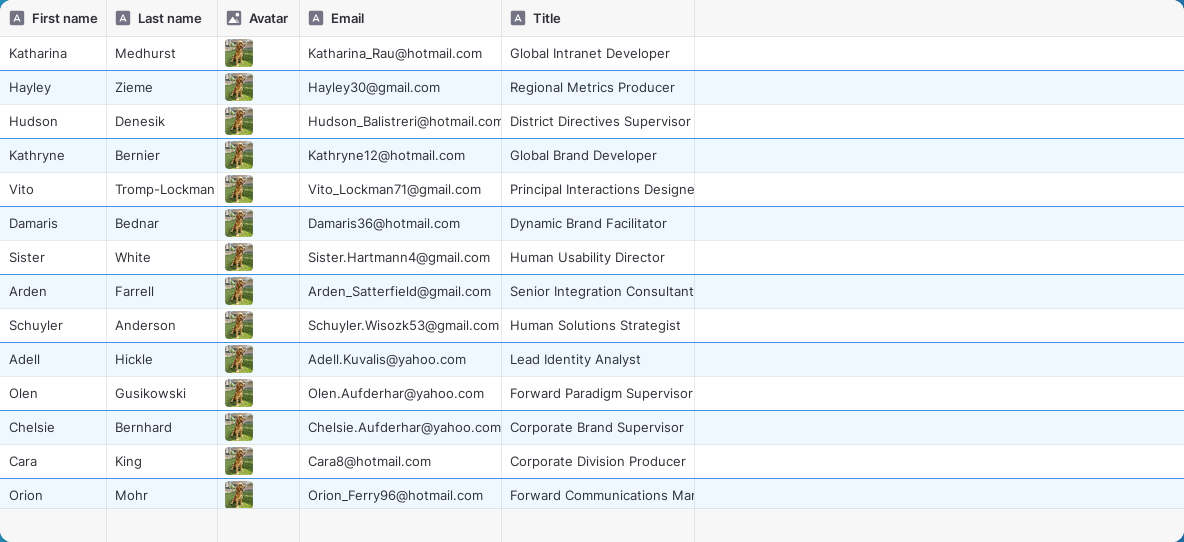 First name Last name Avatar Email Title
Katharina Medhurst Katharina_Rau@hotmail.com Global Intranet Developer
Hayley Zieme Hayley30@gmail.com Regional Metrics Producer
Hudson Denesik Hudson_Balistreri@hotmail.com District Directives Supervisor
Kathryne Bernier Kathryne12@hotmail.com Global Brand Developer
Vito Tromp-Lockman Vito_Lockman71@gmail.com Principal Interactions Designe
Damaris Bednar Damaris36@hotmail.com Dynamic Brand Facilitator
Sister White Sister.Hartmann4@gmail.com Human Usability Director
Arden Farrell Arden_Satterfield@gmail.com Senior Integration Consultant
Schuyler Anderson Schuyler.Wisozk53@gmail.com Human Solutions Strategist
Adell Hickle Adell.Kuvalis@yahoo.com Lead Identity Analyst
Olen Gusikowski Olen.Aufderhar@yahoo.com Forward Paradigm Supervisor
Chelsie Bernhard Chelsie.Aufderhar@yahoo.com Corporate Brand Supervisor
Cara King Cara8@hotmail.com Corporate Division Producer
Orion Mohr Orion_Ferry96@hotmail.com Forward Communications Mar